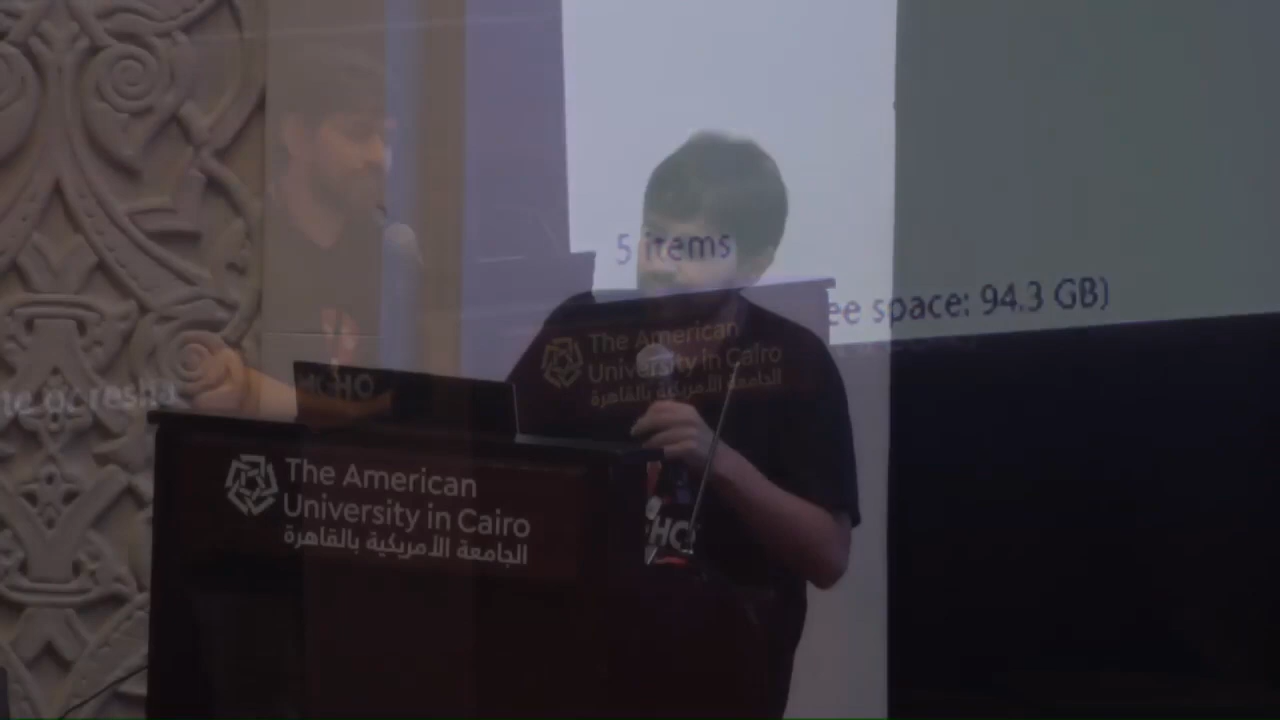 5 items
ee space: 94.3 GB)
The American
University in Cairo
الجامعة الأمريكية بالقاهرة
The American
University in Cairo
الجامعة الأمريكية بالقاهرة